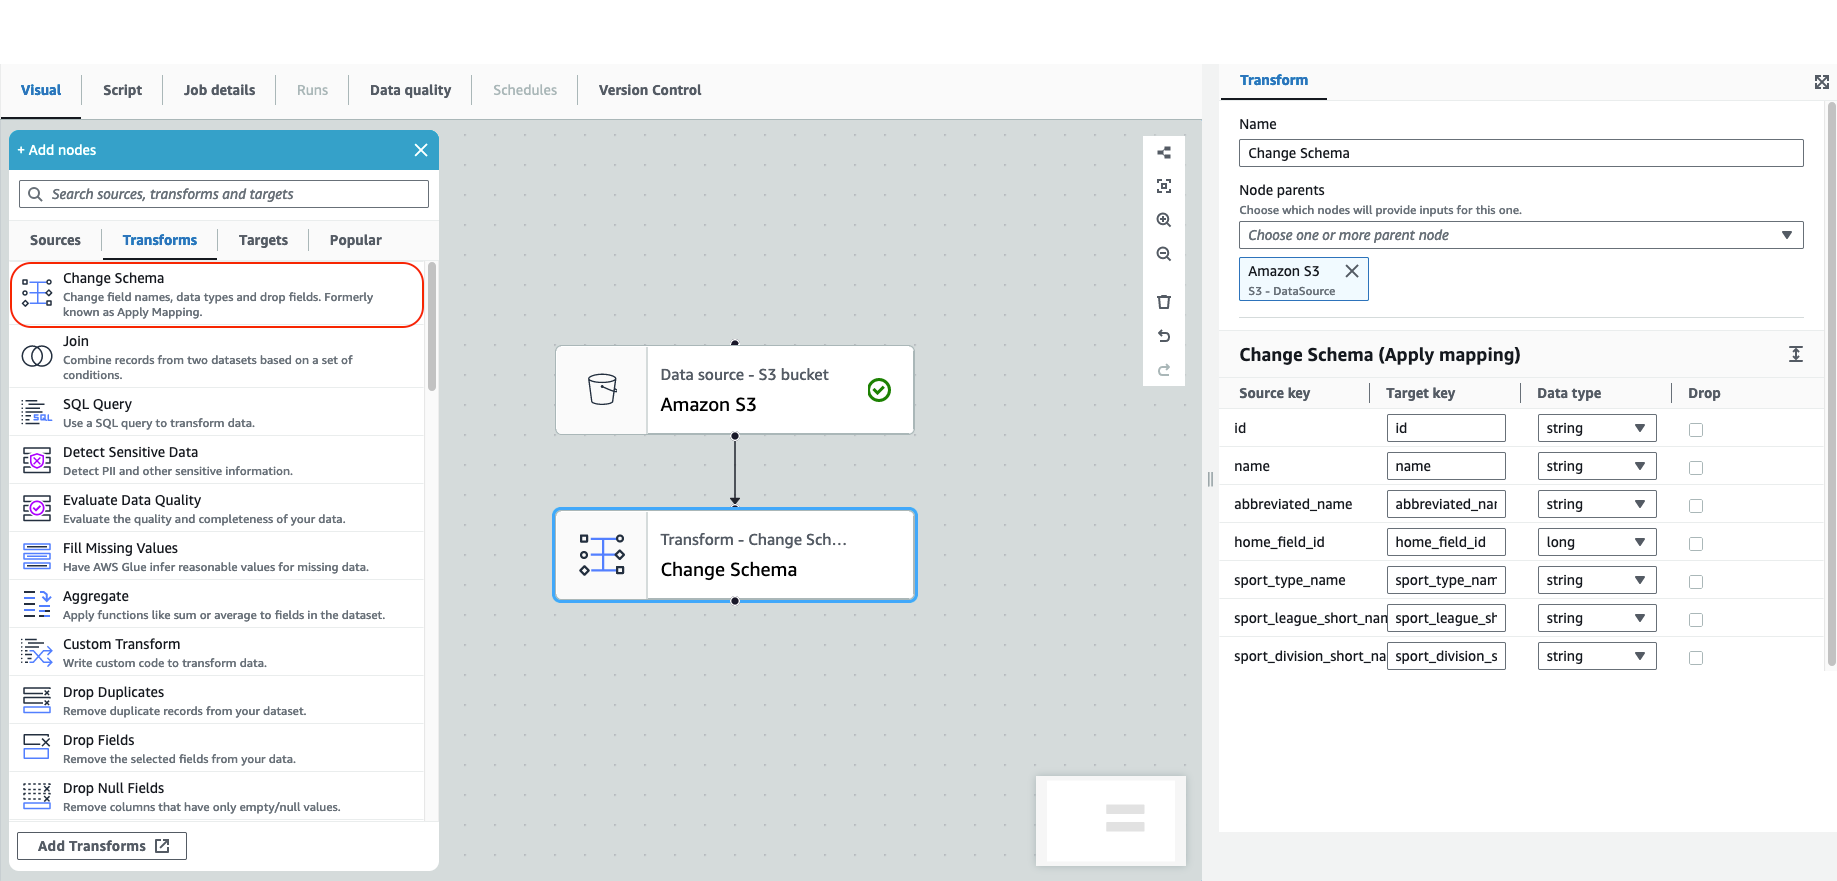 Visual
Script
Job details
Runs
Data quality
Schedules
Version Control
+ Add nodes
Search sources, transforms and targets
Sources
Transforms
Targets
Popular
Change Schema
Change field names, data types and drop fields. Formerly
known as Apply Mapping.
Join
Combine records from two datasets based on a set of
conditions.
SQL
SQL Query
Use a SQL query to transform data.
Detect Sensitive Data
Detect PII and other sensitive information.
Evaluate Data Quality
Evaluate the quality and completeness of your data.
Fill Missing Values
Have AWS Glue infer reasonable values for missing data.
Aggregate
Apply functions like sum or average to fields in the dataset.
Custom Transform
Write custom code to transform data.
Drop Duplicates
Remove duplicate records from your dataset.
Drop Fields
Remove the selected fields from your data.
Drop Null Fields
Remove columns that have only empty/null values.
Add Transforms
Data source - S3 bucket
Amazon S3
Transform - Change Sch...
Change Schema
Transform
Name
Change Schema
Node parents
Choose which nodes will provide inputs for this one.
Choose one or more parent node
Amazon S3
S3 - DataSource
Change Schema (Apply mapping)
Source key Target key Data type Drop
id id string
name name string
abbreviated_name abbreviated_nar string
home_field_id home_field_id long
sport_type_name sport_type_nam string
sport_league_short_nam sport_league_sh string
sport_division_short_na sport_division_s string